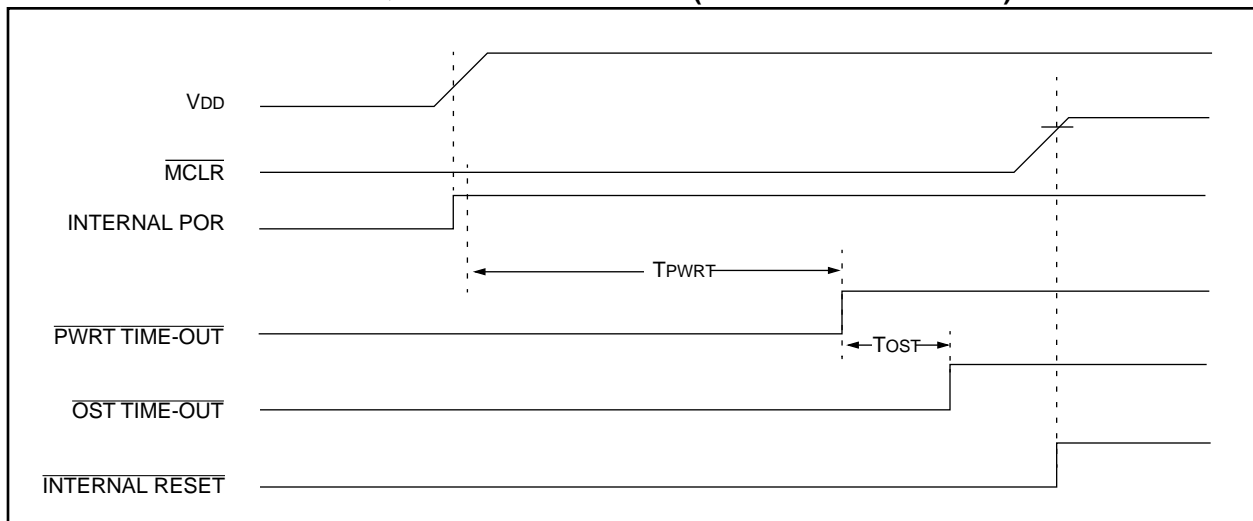 VDD
MCLR
INTERNAL POR
TPWRT
PWRT TIME-OUT
TOST
OST TIME-OUT
INTERNAL RESET